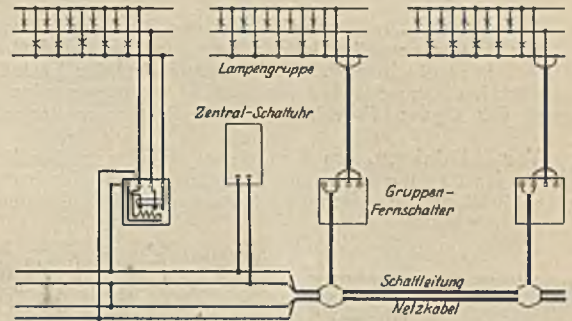 Lampengruppe
Zentral-Schaltuhr
Gruppen-
Fernschalter
Schaltleitung
Netzkabel